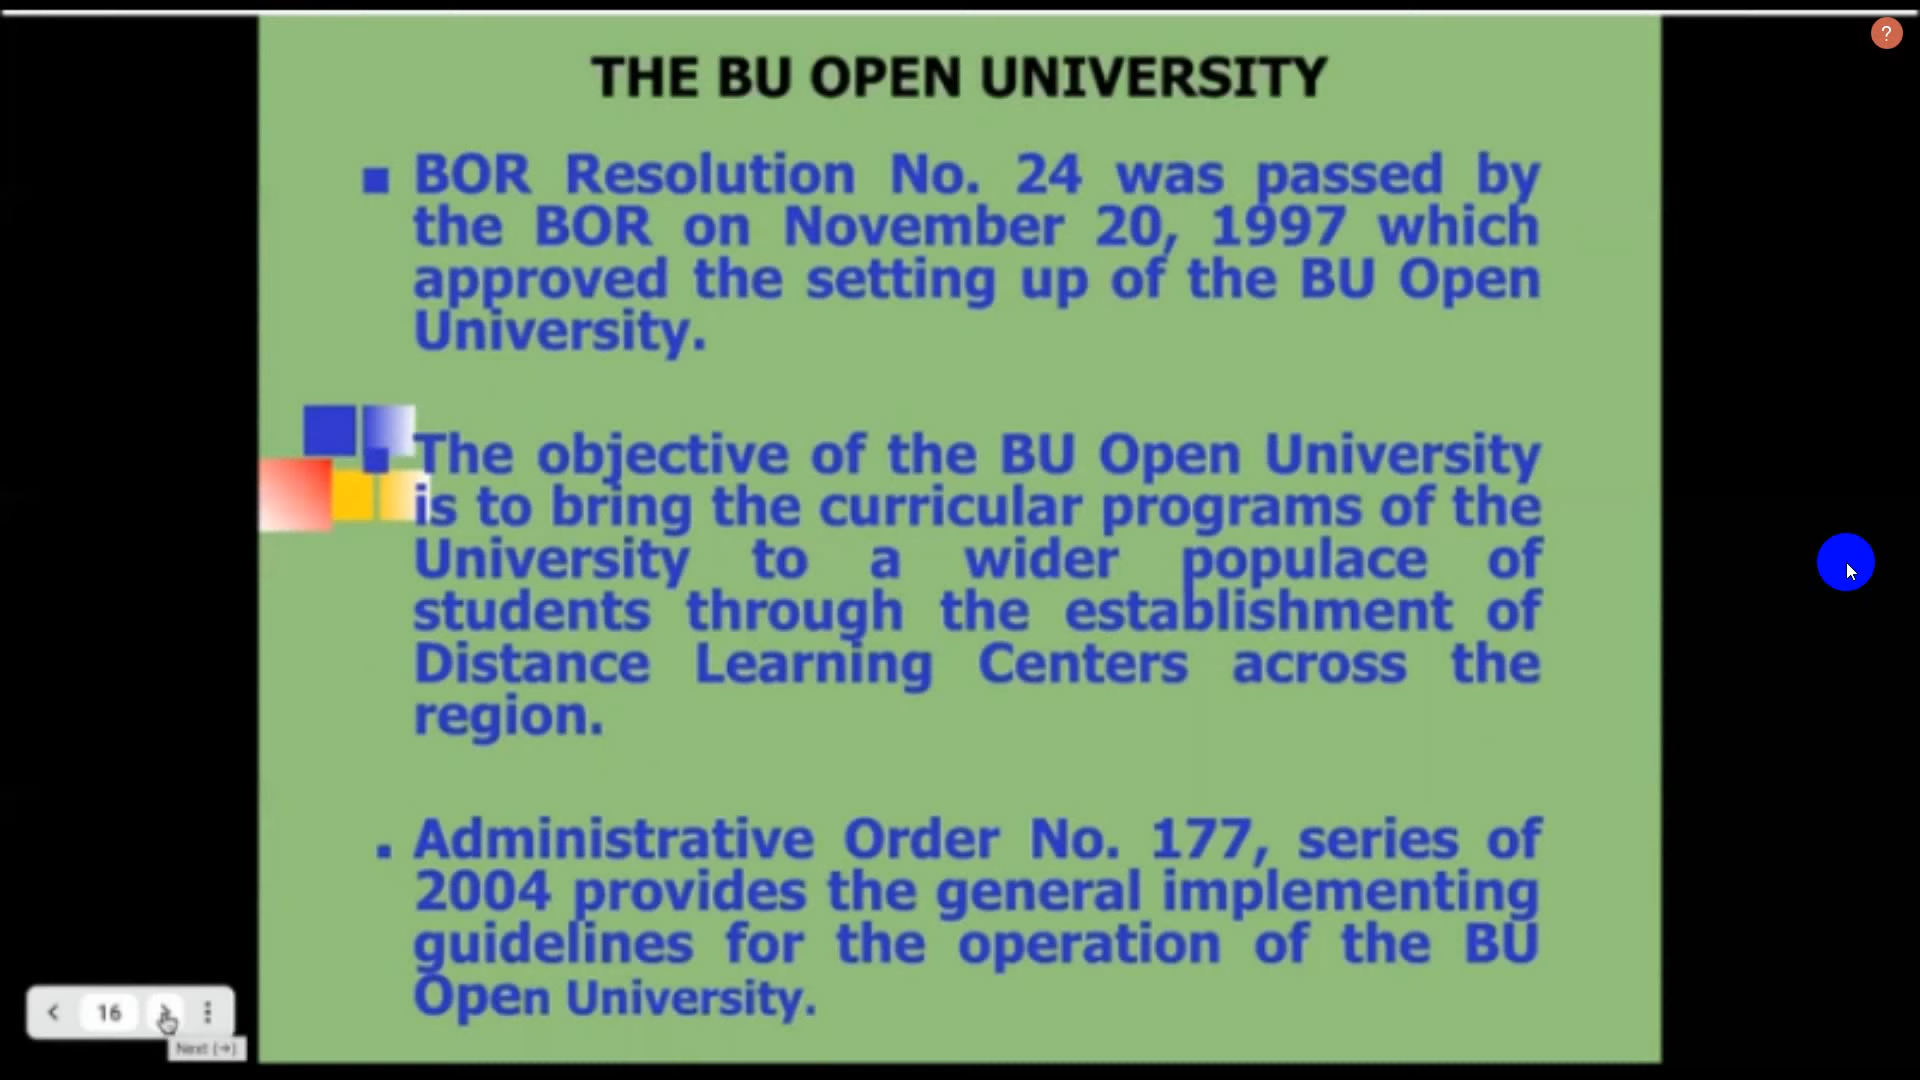 THE BU OPEN UNIVERSITY
?
BOR Resolution No. 24 was passed by
the BOR on November 20, 1997 which
approved the setting up of the BU Open
University.
The objective of the BU Open University
is to bring the curricular programs of the
University to a wider populace of
students through the establishment of
Distance Learning Centers across the
region.
Administrative Order No. 177, series of
2004 provides the general implementing
guidelines for the operation of the BU
Open University.
16
Next (→)